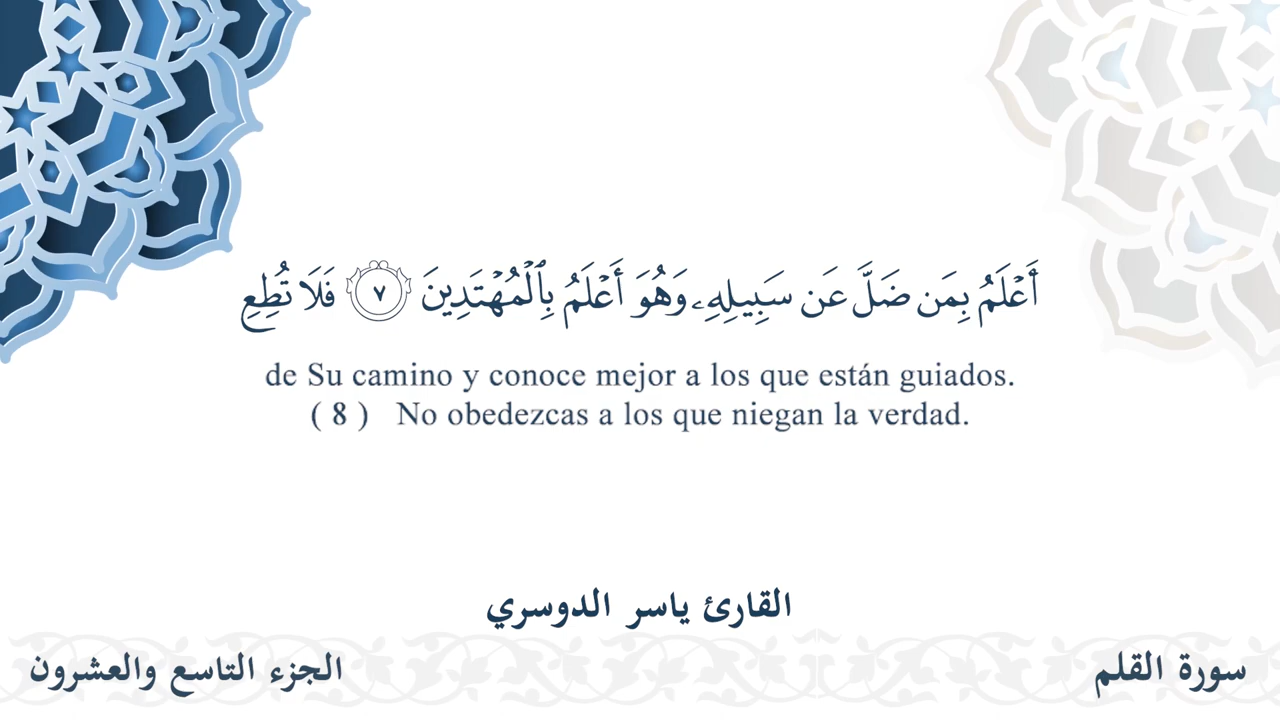 أَعْلَمُ بِمَن ضَلَّ عَن سَبِيلِهِۦ وَهُوَ أَعْلَمُ بِٱلْمُهْتَدِينَ ٧ فَلَا تُطِعِ
de Su camino y conoce mejor a los que están guiados.
( 8 ) No obedezcas a los que niegan la verdad.
القارئ ياسر الدوسري
سورة القلم
الجزء التاسع والعشرون